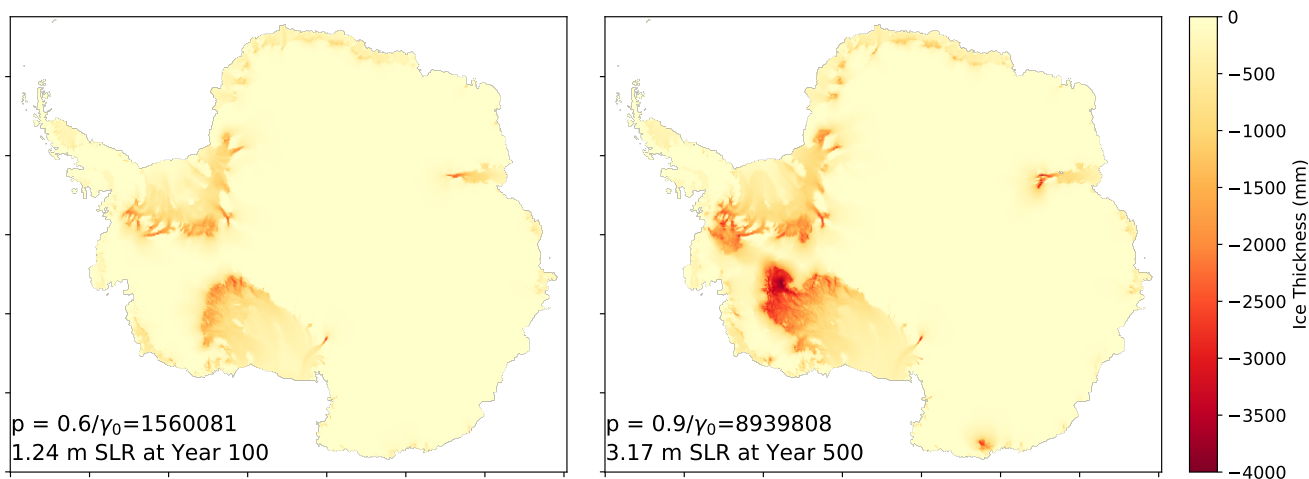 p = 0.6/γ₀=1560081
1.24 m SLR at Year 100
p = 0.9/γ₀=8939808
3.17 m SLR at Year 500
0
−500
−1000
−1500
−2000
−2500
−3000
−3500
−4000
Ice Thickness (mm)